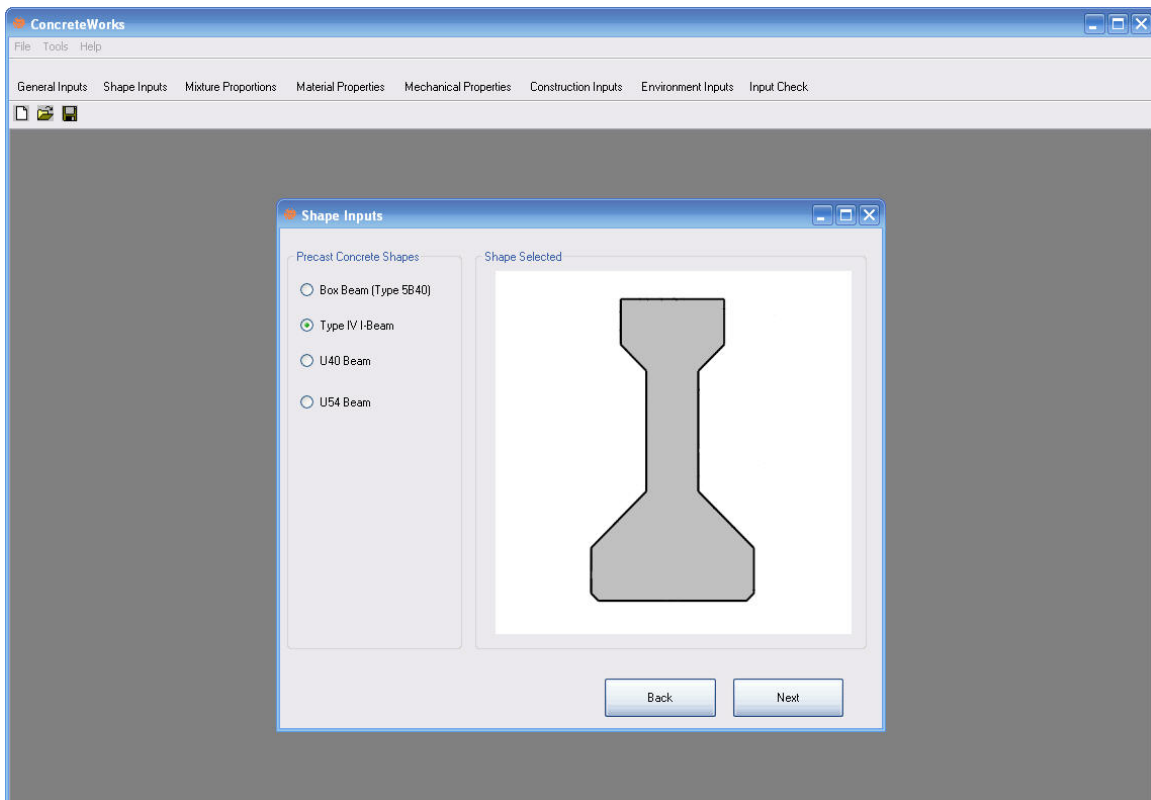 ConcreteWorks
File Tools Help
General Inputs Shape Inputs Mixture Proportions Material Properties Mechanical Properties Construction Inputs Environment Inputs Input Check
Shape Inputs
Precast Concrete Shapes
Box Beam (Type 5B40)
Type IV I-Beam
U40 Beam
U54 Beam
Shape Selected
Back Next